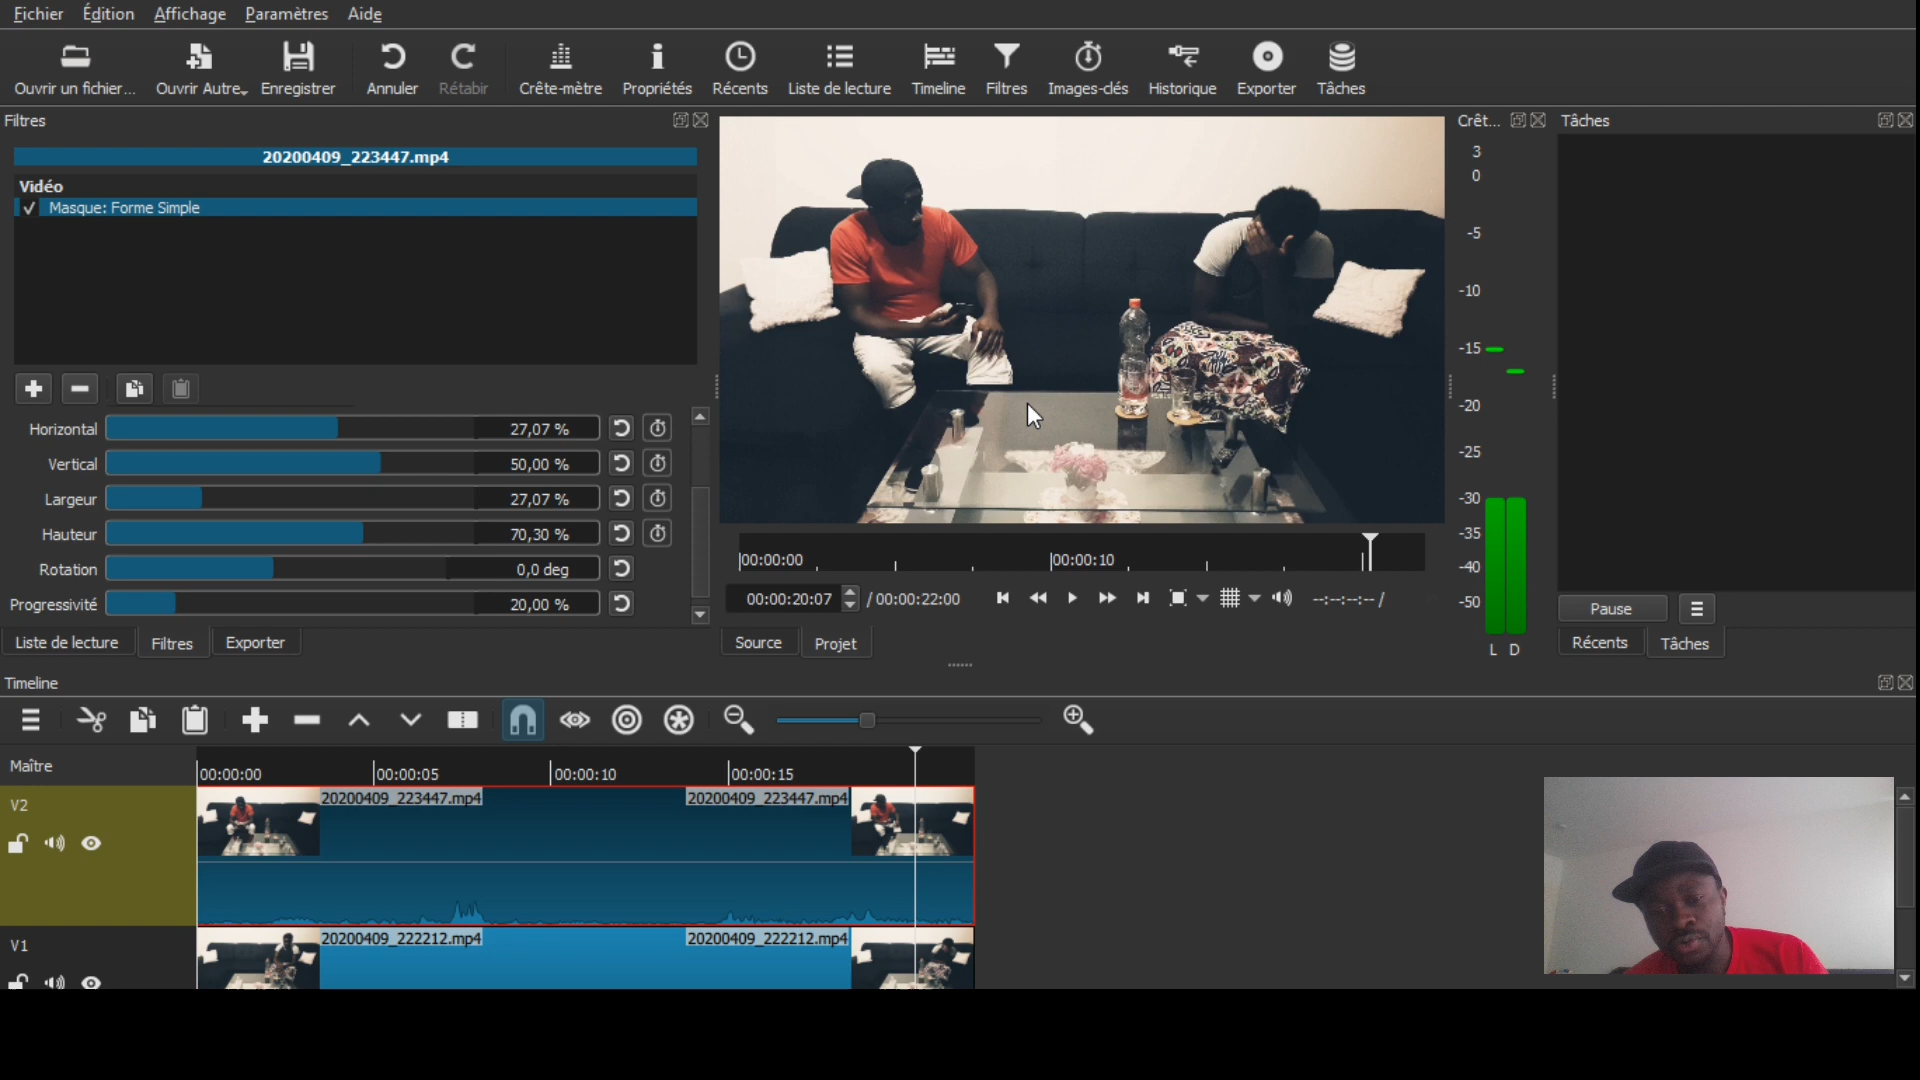 Fichier Édition Affichage Paramètres Aide
Ouvrir un fichier... Ouvrir Autre Enregistrer Annuler Rétabir Crête-mètre Propriétés Récents Liste de lecture Timeline Filtres Images-clés Historique Exporter Tâches
Filtres
20200409_223447.mp4
Vidéo
Masque: Forme Simple
Horizontal 27,07 %
Vertical 50,00 %
Largeur 27,07 %
Hauteur 70,30 %
Rotation 0,0 deg
Progressivité 20,00 %
Liste de lecture Filtres Exporter
00:00:00 00:00:10
00:00:20:07 / 00:00:22:00 --:--:--:-- /
Source Projet
Crêt...
3
0
-5
-10
-15
-20
-25
-30
-35
-40
-50
L D
Tâches
Pause
Récents Tâches
Timeline
Maître
00:00:00 00:00:05 00:00:10 00:00:15
V2
20200409_223447.mp4 20200409_223447.mp4
V1
20200409_222212.mp4 20200409_222212.mp4